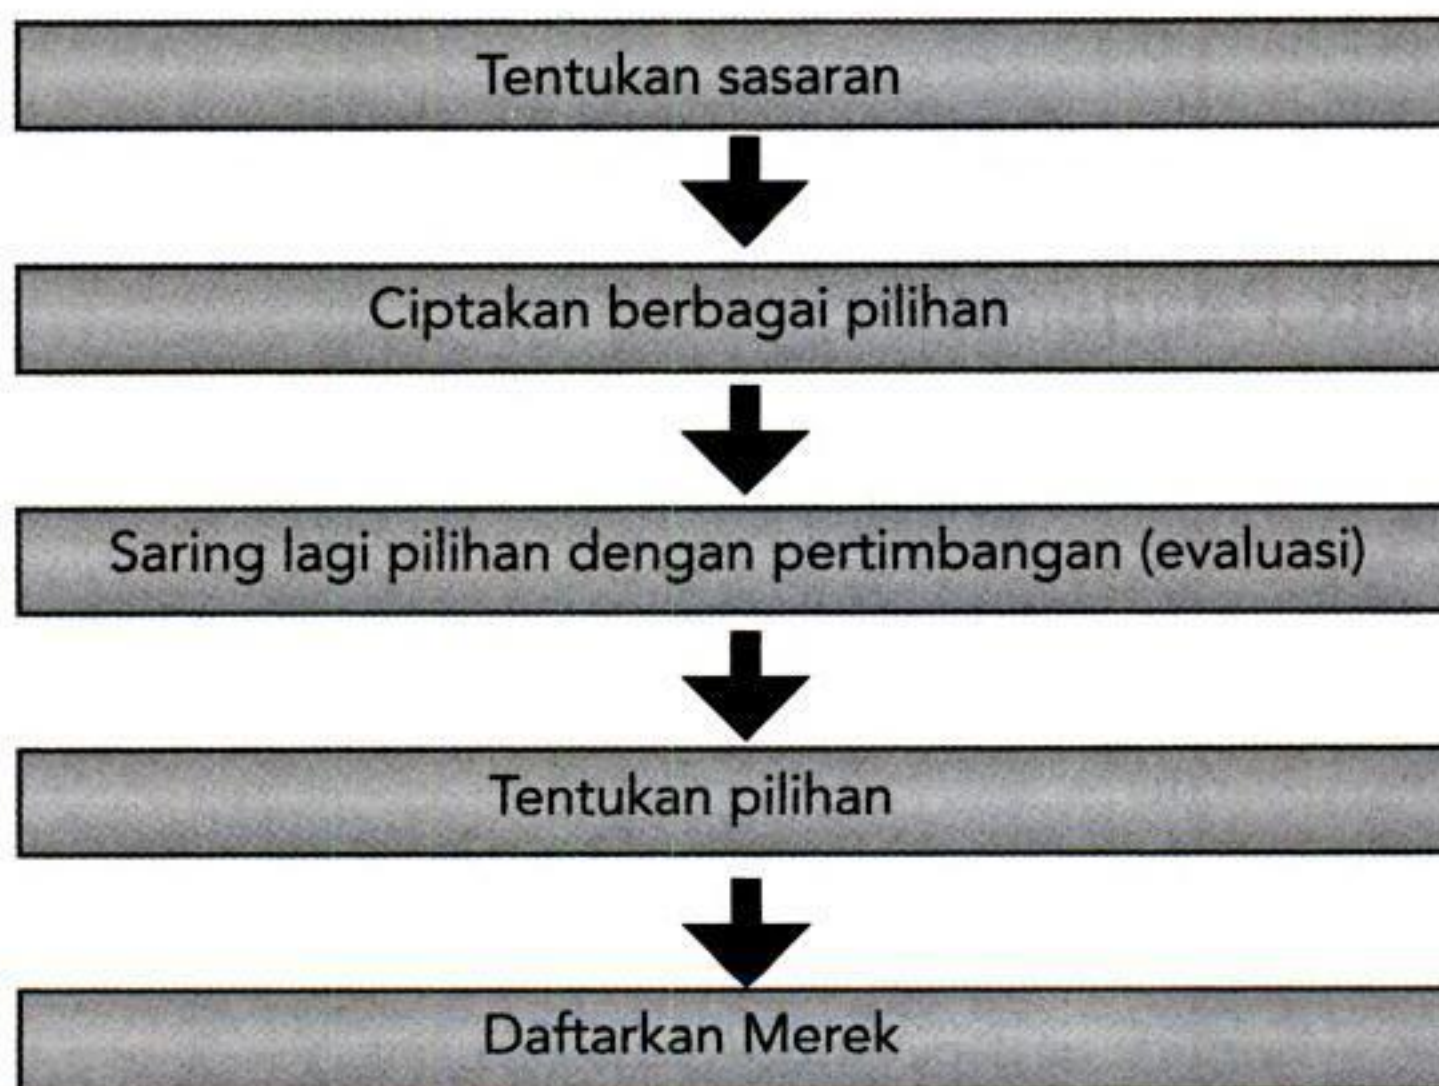 Tentukan sasaran
Ciptakan berbagai pilihan
Saring lagi pilihan dengan pertimbangan (evaluasi)
Tentukan pilihan
Daftarkan Merek